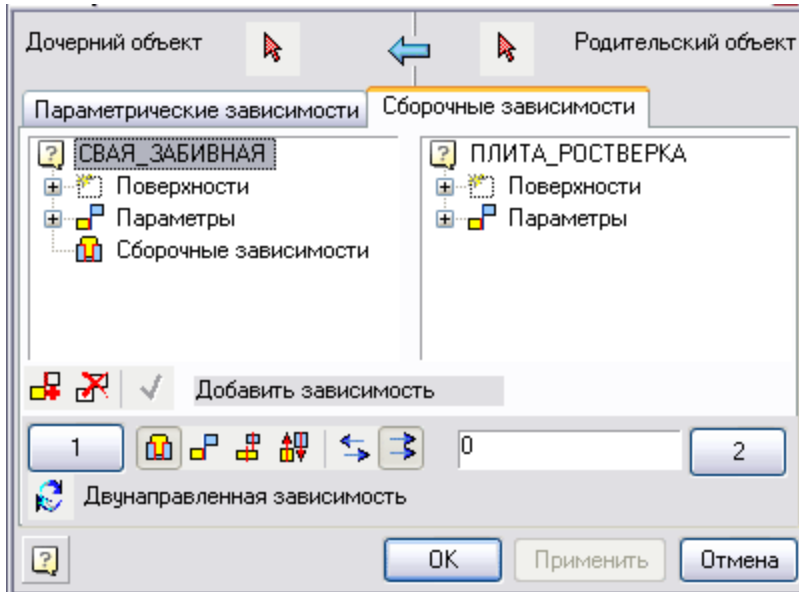 Дочерний объект Родительский объект
Параметрические зависимости Сборочные зависимости
СВАЯ_ЗАБИВНАЯ ПЛИТА_РОСТВЕРКА
Поверхности Поверхности
Параметры Параметры
Сборочные зависимости
Добавить зависимость
1 0 2
Двунаправленная зависимость
OK Применить Отмена